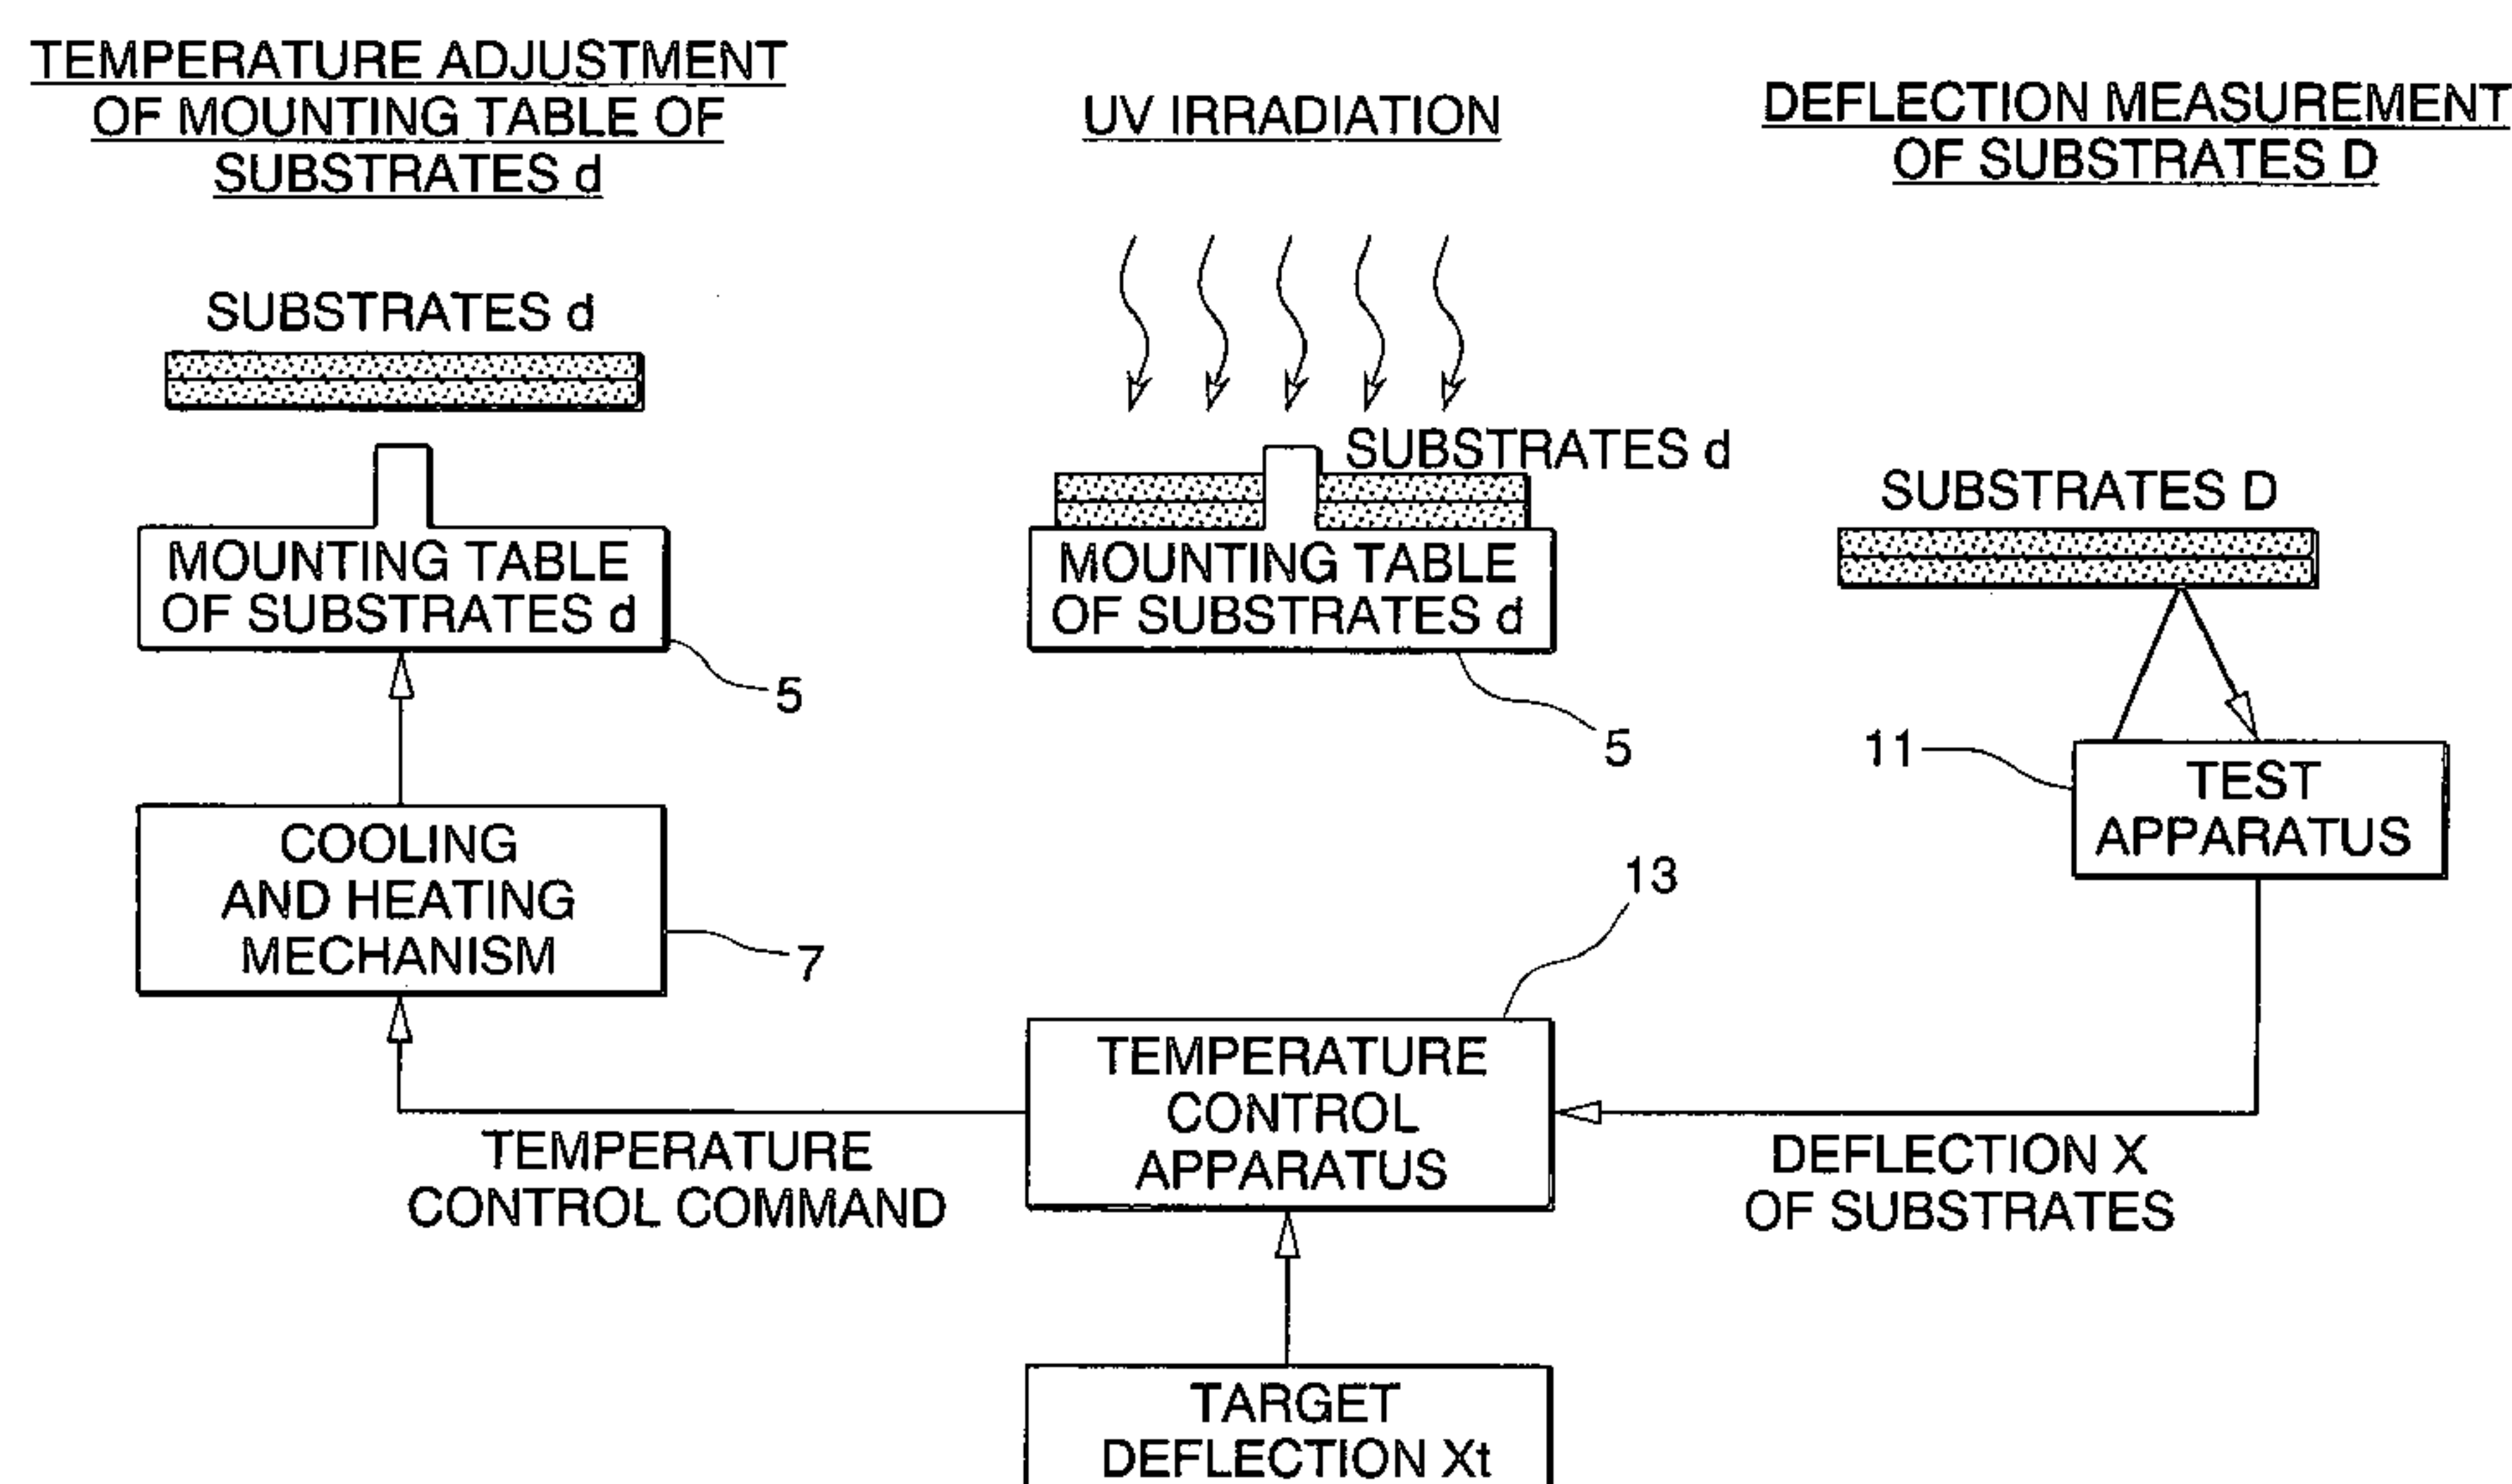 TEMPERATURE ADJUSTMENT
OF MOUNTING TABLE OF
SUBSTRATES d
UV IRRADIATION
DEFLECTION MEASUREMENT
OF SUBSTRATES D
SUBSTRATES d
SUBSTRATES d
SUBSTRATES D
MOUNTING TABLE
OF SUBSTRATES d
5
MOUNTING TABLE
OF SUBSTRATES d
5
11
TEST
APPARATUS
COOLING
AND HEATING
MECHANISM
7
13
TEMPERATURE
CONTROL
APPARATUS
TEMPERATURE
CONTROL COMMAND
DEFLECTION X
OF SUBSTRATES
TARGET
DEFLECTION Xt